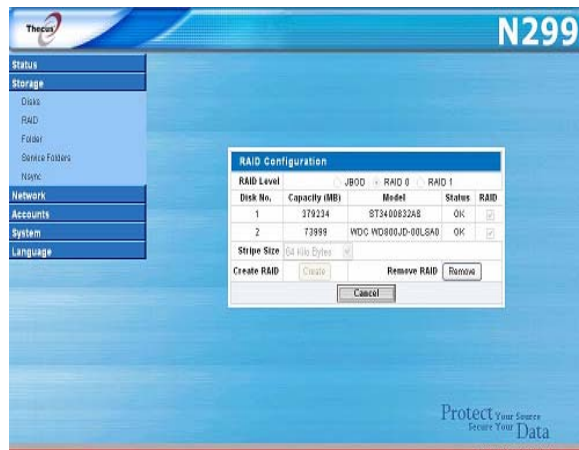 Thecus
N299
Status
Storage
Disks
RAID
Folder
Service Folders
Nsync
Network
Accounts
System
Language
RAID Configuration
RAID Level JBOD RAID 0 RAID 1
Disk No. Capacity (MB) Model Status RAID
1 379234 ST3400832AS OK
2 73999 WDC WD800JD-00LSA0 OK
Stripe Size 64 Kilo Bytes
Create RAID Create Remove RAID Remove
Cancel
Protect Your Source
Secure Your Data